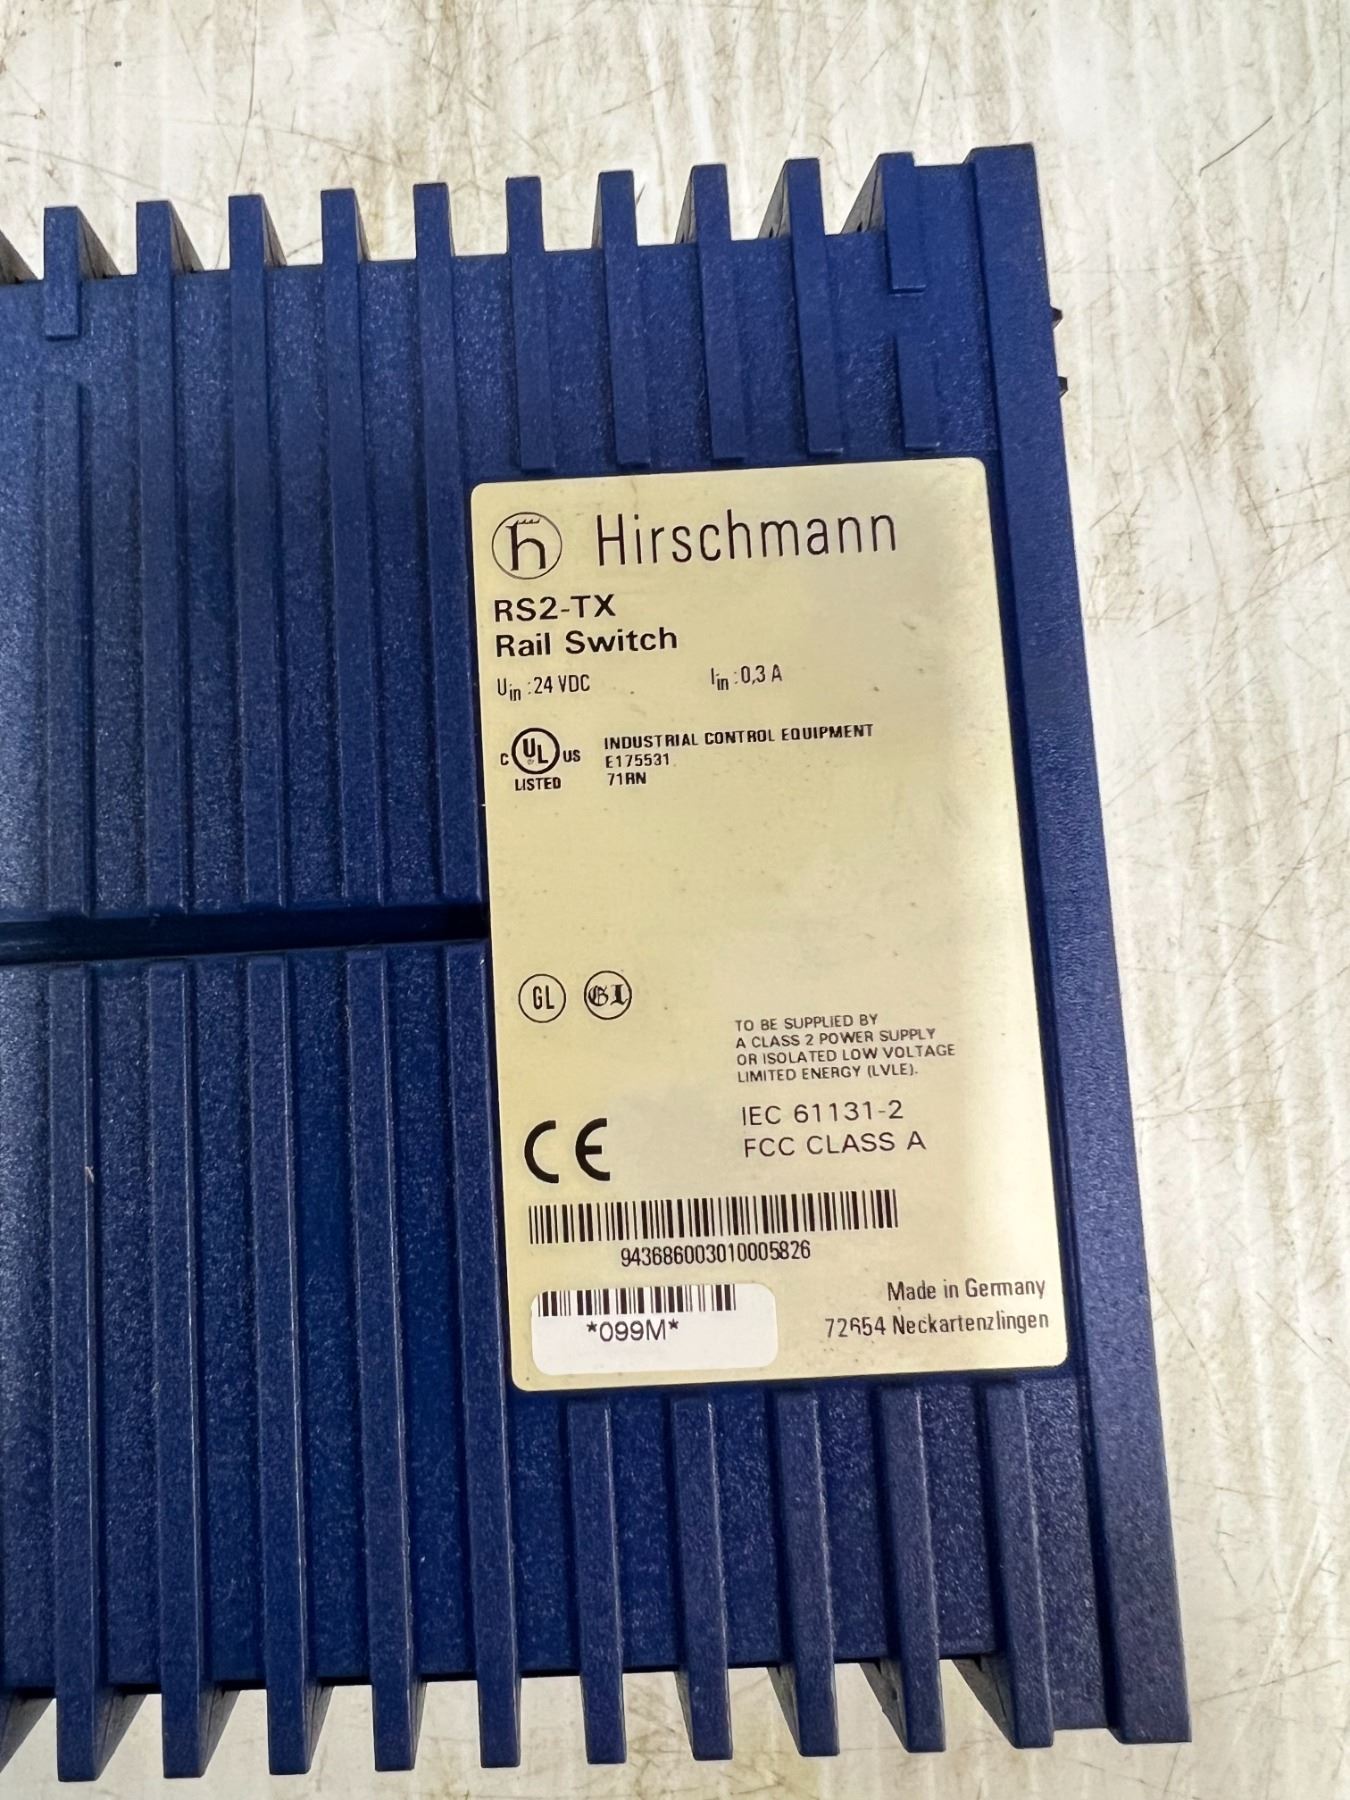 h Hirschmann
RS2-TX
Rail Switch
Uin : 24 VDC Iin : 0,3 A
C UL US LISTED
INDUSTRIAL CONTROL EQUIPMENT
E175531
71RN
GL GL
TO BE SUPPLIED BY
A CLASS 2 POWER SUPPLY
OR ISOLATED LOW VOLTAGE
LIMITED ENERGY (LVLE).
CE
IEC 61131-2
FCC CLASS A
943686003010005826
*099M*
Made in Germany
72654 Neckartenzlingen